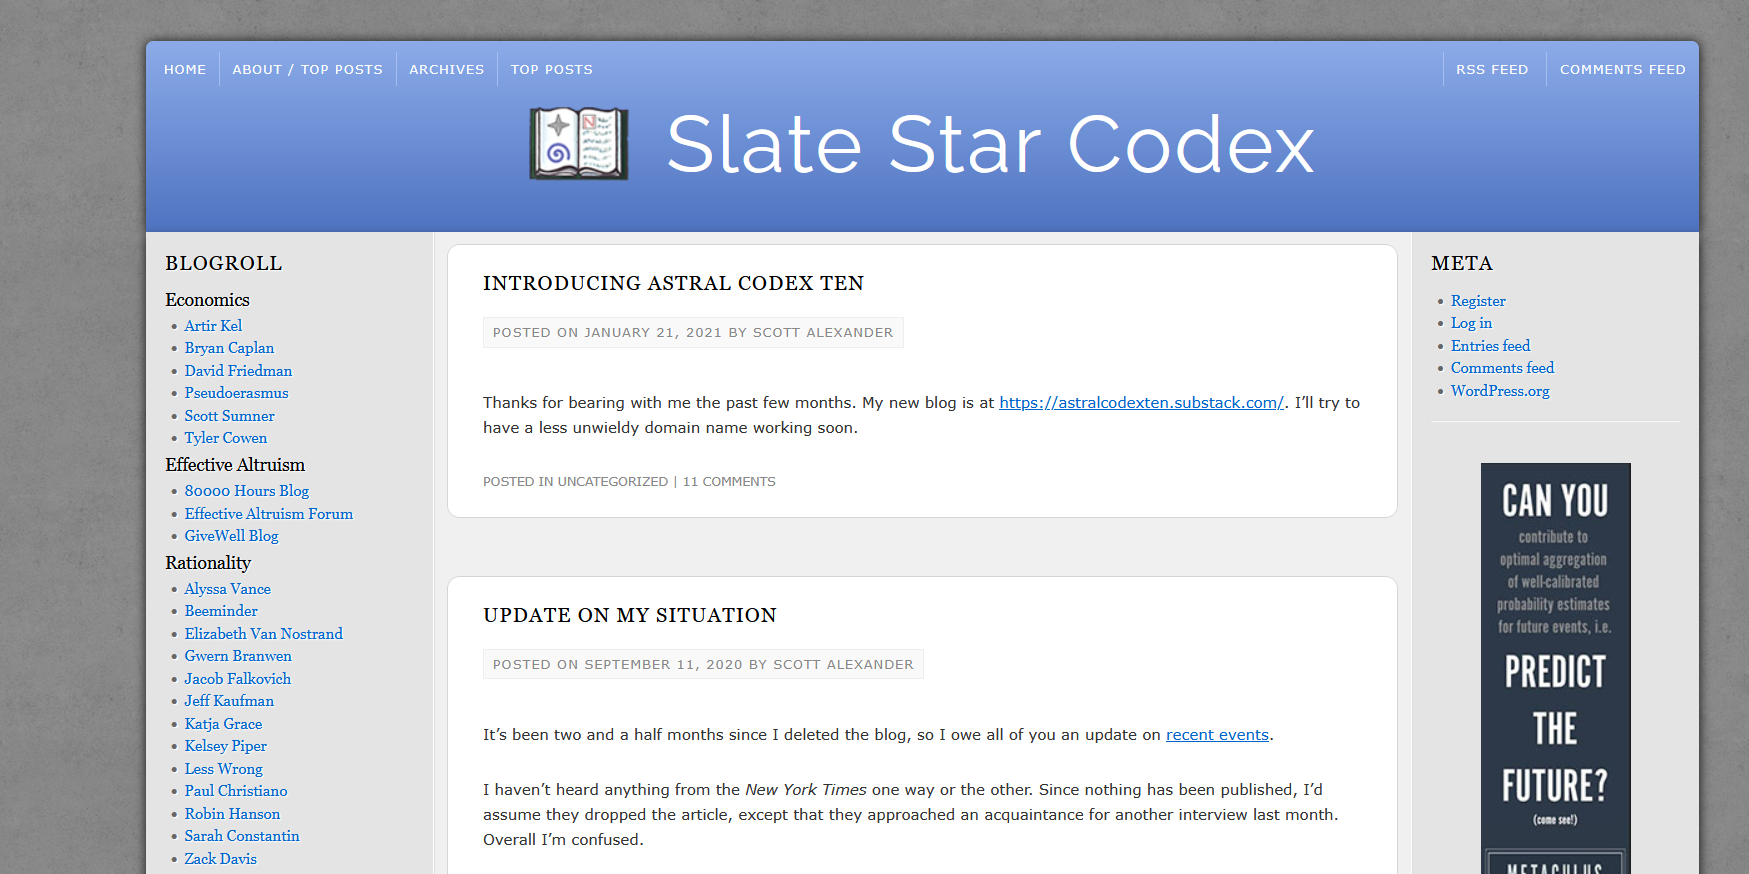 HOME
ABOUT / TOP POSTS
ARCHIVES
TOP POSTS
RSS FEED
COMMENTS FEED
Slate Star Codex
BLOGROLL
Economics
Artir Kel
Bryan Caplan
David Friedman
Pseudoerasmus
Scott Sumner
Tyler Cowen
Effective Altruism
80000 Hours Blog
Effective Altruism Forum
GiveWell Blog
Rationality
Alyssa Vance
Beeminder
Elizabeth Van Nostrand
Gwern Branwen
Jacob Falkovich
Jeff Kaufman
Katja Grace
Kelsey Piper
Less Wrong
Paul Christiano
Robin Hanson
Sarah Constantin
Zack Davis
INTRODUCING ASTRAL CODEX TEN
POSTED ON JANUARY 21, 2021 BY SCOTT ALEXANDER
Thanks for bearing with me the past few months. My new blog is at https://astralcodexten.substack.com/. I’ll try to
have a less unwieldy domain name working soon.
POSTED IN UNCATEGORIZED | 11 COMMENTS
UPDATE ON MY SITUATION
POSTED ON SEPTEMBER 11, 2020 BY SCOTT ALEXANDER
It’s been two and a half months since I deleted the blog, so I owe all of you an update on recent events.
I haven’t heard anything from the New York Times one way or the other. Since nothing has been published, I’d
assume they dropped the article, except that they approached an acquaintance for another interview last month.
Overall I’m confused.
META
Register
Log in
Entries feed
Comments feed
WordPress.org
CAN YOU
contribute to
optimal aggregation
of well-calibrated
probability estimates
for future events, i.e.
PREDICT
THE
FUTURE?
(come see!)
METACULUS